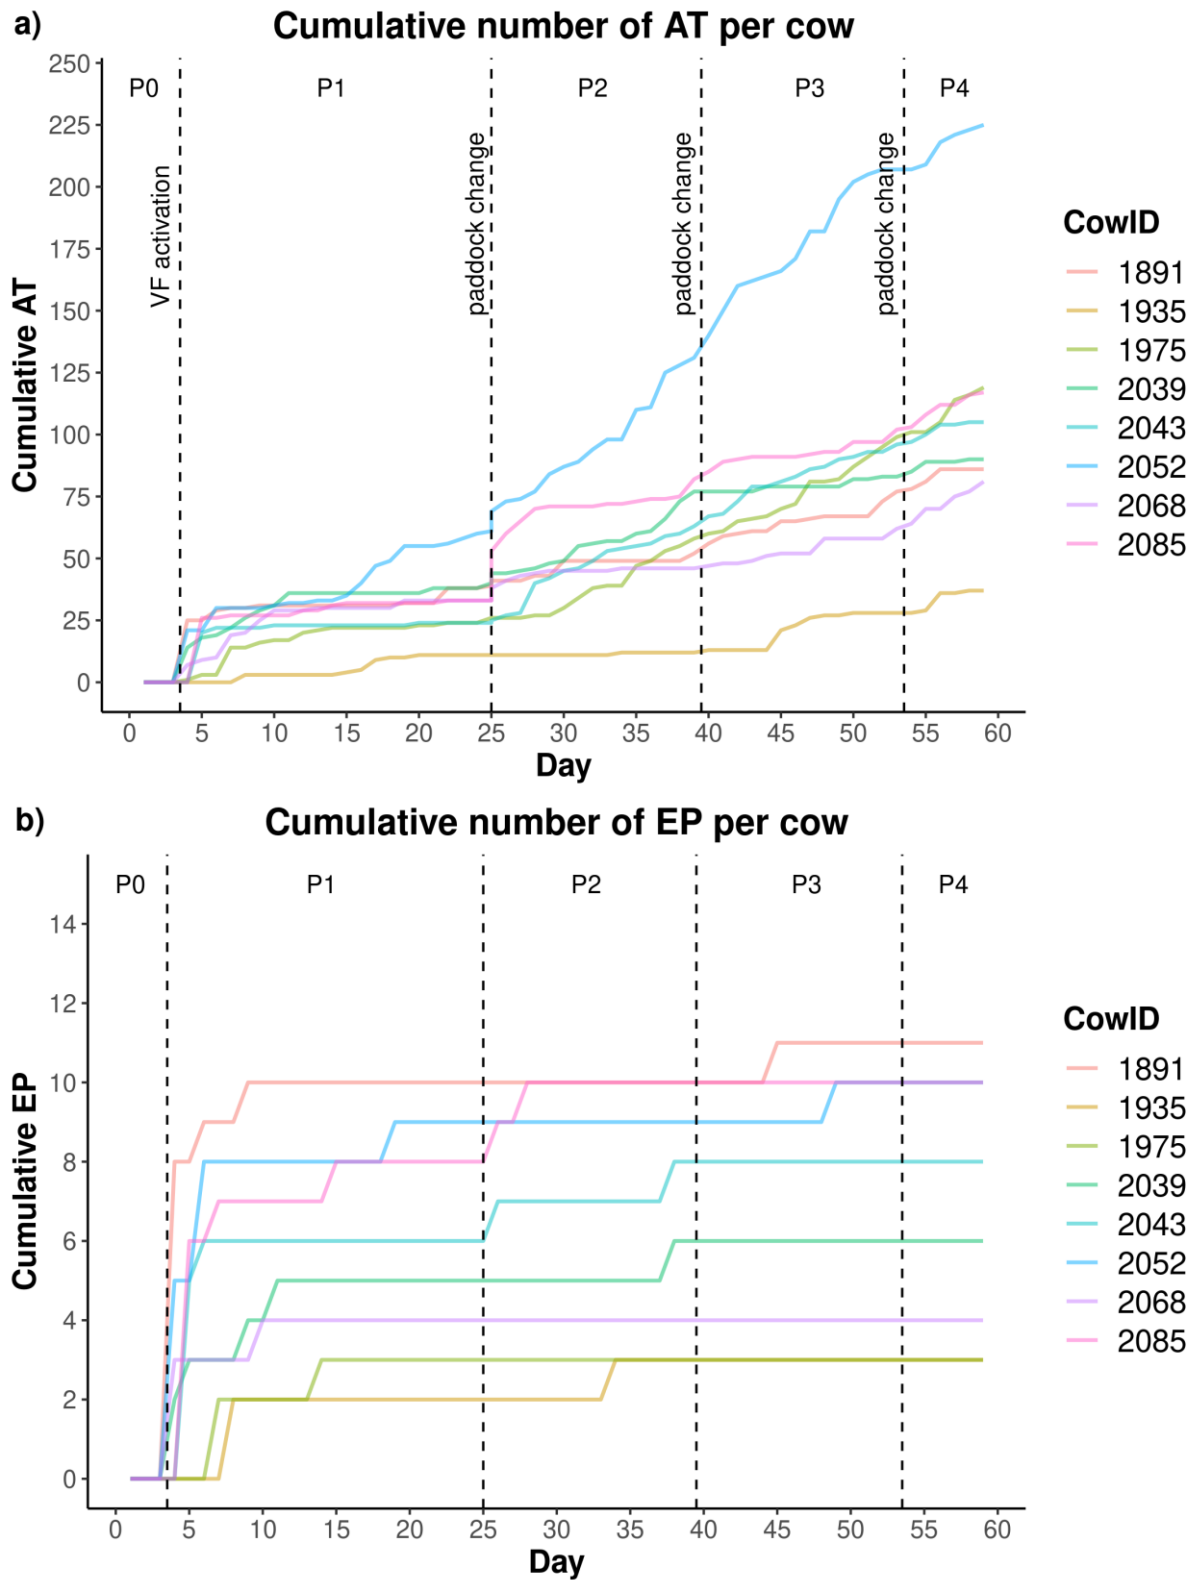 a)
Cumulative number of AT per cow
250
225
200
175
150
125
100
75
50
25
0
Cumulative AT
P0
P1
P2
P3
P4
VF activation
paddock change
paddock change
paddock change
0 5 10 15 20 25 30 35 40 45 50 55 60
Day
CowID
1891
1935
1975
2039
2043
2052
2068
2085
b)
Cumulative number of EP per cow
14
12
10
8
6
4
2
0
Cumulative EP
P0
P1
P2
P3
P4
0 5 10 15 20 25 30 35 40 45 50 55 60
Day
CowID
1891
1935
1975
2039
2043
2052
2068
2085